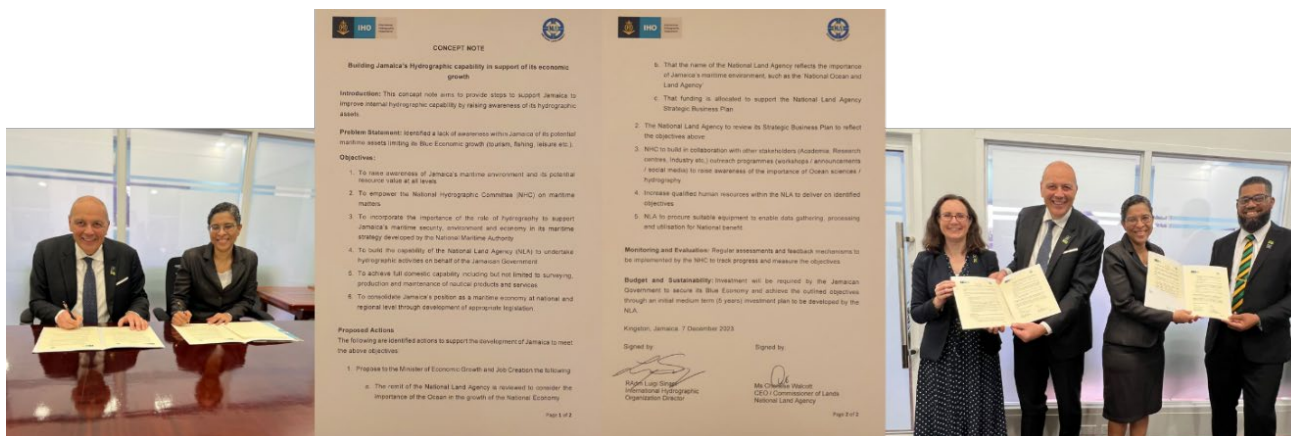 IHO
International
Hydrographic
Organization
CONCEPT NOTE
Building Jamaica's Hydrographic capability in support of its economic
growth
Introduction: This concept note aims to provide steps to support Jamaica to
improve internal hydrographic capability by raising awareness of its hydrographic
assets.
Problem Statement: Identified a lack of awareness within Jamaica of its potential
maritime assets limiting its Blue Economic growth (tourism, fishing, leisure etc.).
Objectives:
1. To raise awareness of Jamaica's maritime environment and its potential
resource value at all levels
2. To empower the National Hydrographic Committee (NHC) on maritime
matters.
3. To incorporate the importance of the role of hydrography to support
Jamaica's maritime security, environment and economy in its maritime
strategy developed by the National Maritime Authority
4. To build the capability of the National Land Agency (NLA) to undertake
hydrographic activities on behalf of the Jamaican Government
5. To achieve full domestic capability including but not limited to surveying,
production and maintenance of nautical products and services
6. To consolidate Jamaica's position as a maritime economy at national and
regional level through development of appropriate legislation.
Proposed Actions
The following are identified actions to support the development of Jamaica to meet
the above objectives
1. Propose to the Minister of Economic Growth and Job Creation the following
a. The remit of the National Land Agency is reviewed to consider the
importance of the Ocean in the growth of the National Economy
Page 1 of 2
IHO
International
Hydrographic
Organization
b. That the name of the National Land Agency reflects the importance
of Jamaica's maritime environment, such as the 'National Ocean and
Land Agency'
c. That funding is allocated to support the National Land Agency
Strategic Business Plan
2. The National Land Agency to review its Strategic Business Plan to reflect
the objectives above
3. NHC to build in collaboration with other stakeholders (Academia, Research
centres, Industry etc,) outreach programmes (workshops / announcements
/ social media) to raise awareness of the importance of Ocean sciences /
hydrography
4. Increase qualified human resources within the NLA to deliver on identified
objectives.
5. NLA to procure suitable equipment to enable data gathering, processing
and utilisation for National benefit.
Monitoring and Evaluation: Regular assessments and feedback mechanisms to
be implemented by the NHC to track progress and measure the objectives.
Budget and Sustainability: Investment will be required by the Jamaican
Government to secure its Blue Economy and achieve the outlined objectives
through an initial medium term (5 years) investment plan to be developed by the
NLA.
Kingston, Jamaica. 7 December 2023
Signed by: Signed by:
RAdm Luigi Sinapi
International Hydrographic
Organization Director
Ms Cheriese Walcott
CEO / Commissioner of Lands
National Land Agency
Page 2 of 2